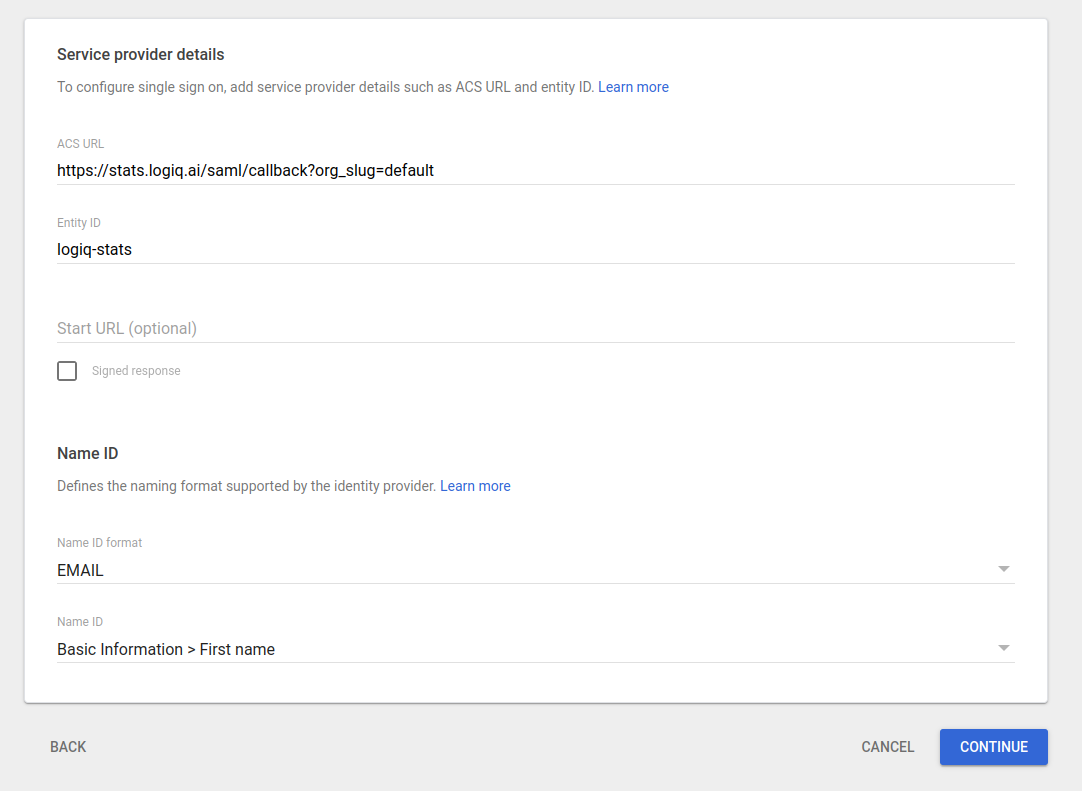 Service provider details
To configure single sign on, add service provider details such as ACS URL and entity ID. Learn more
ACS URL
https://stats.logiq.ai/saml/callback?org_slug=default
Entity ID
logiq-stats
Start URL (optional)
Signed response
Name ID
Defines the naming format supported by the identity provider. Learn more
Name ID format
EMAIL
Name ID
Basic Information > First name
BACK CANCEL CONTINUE